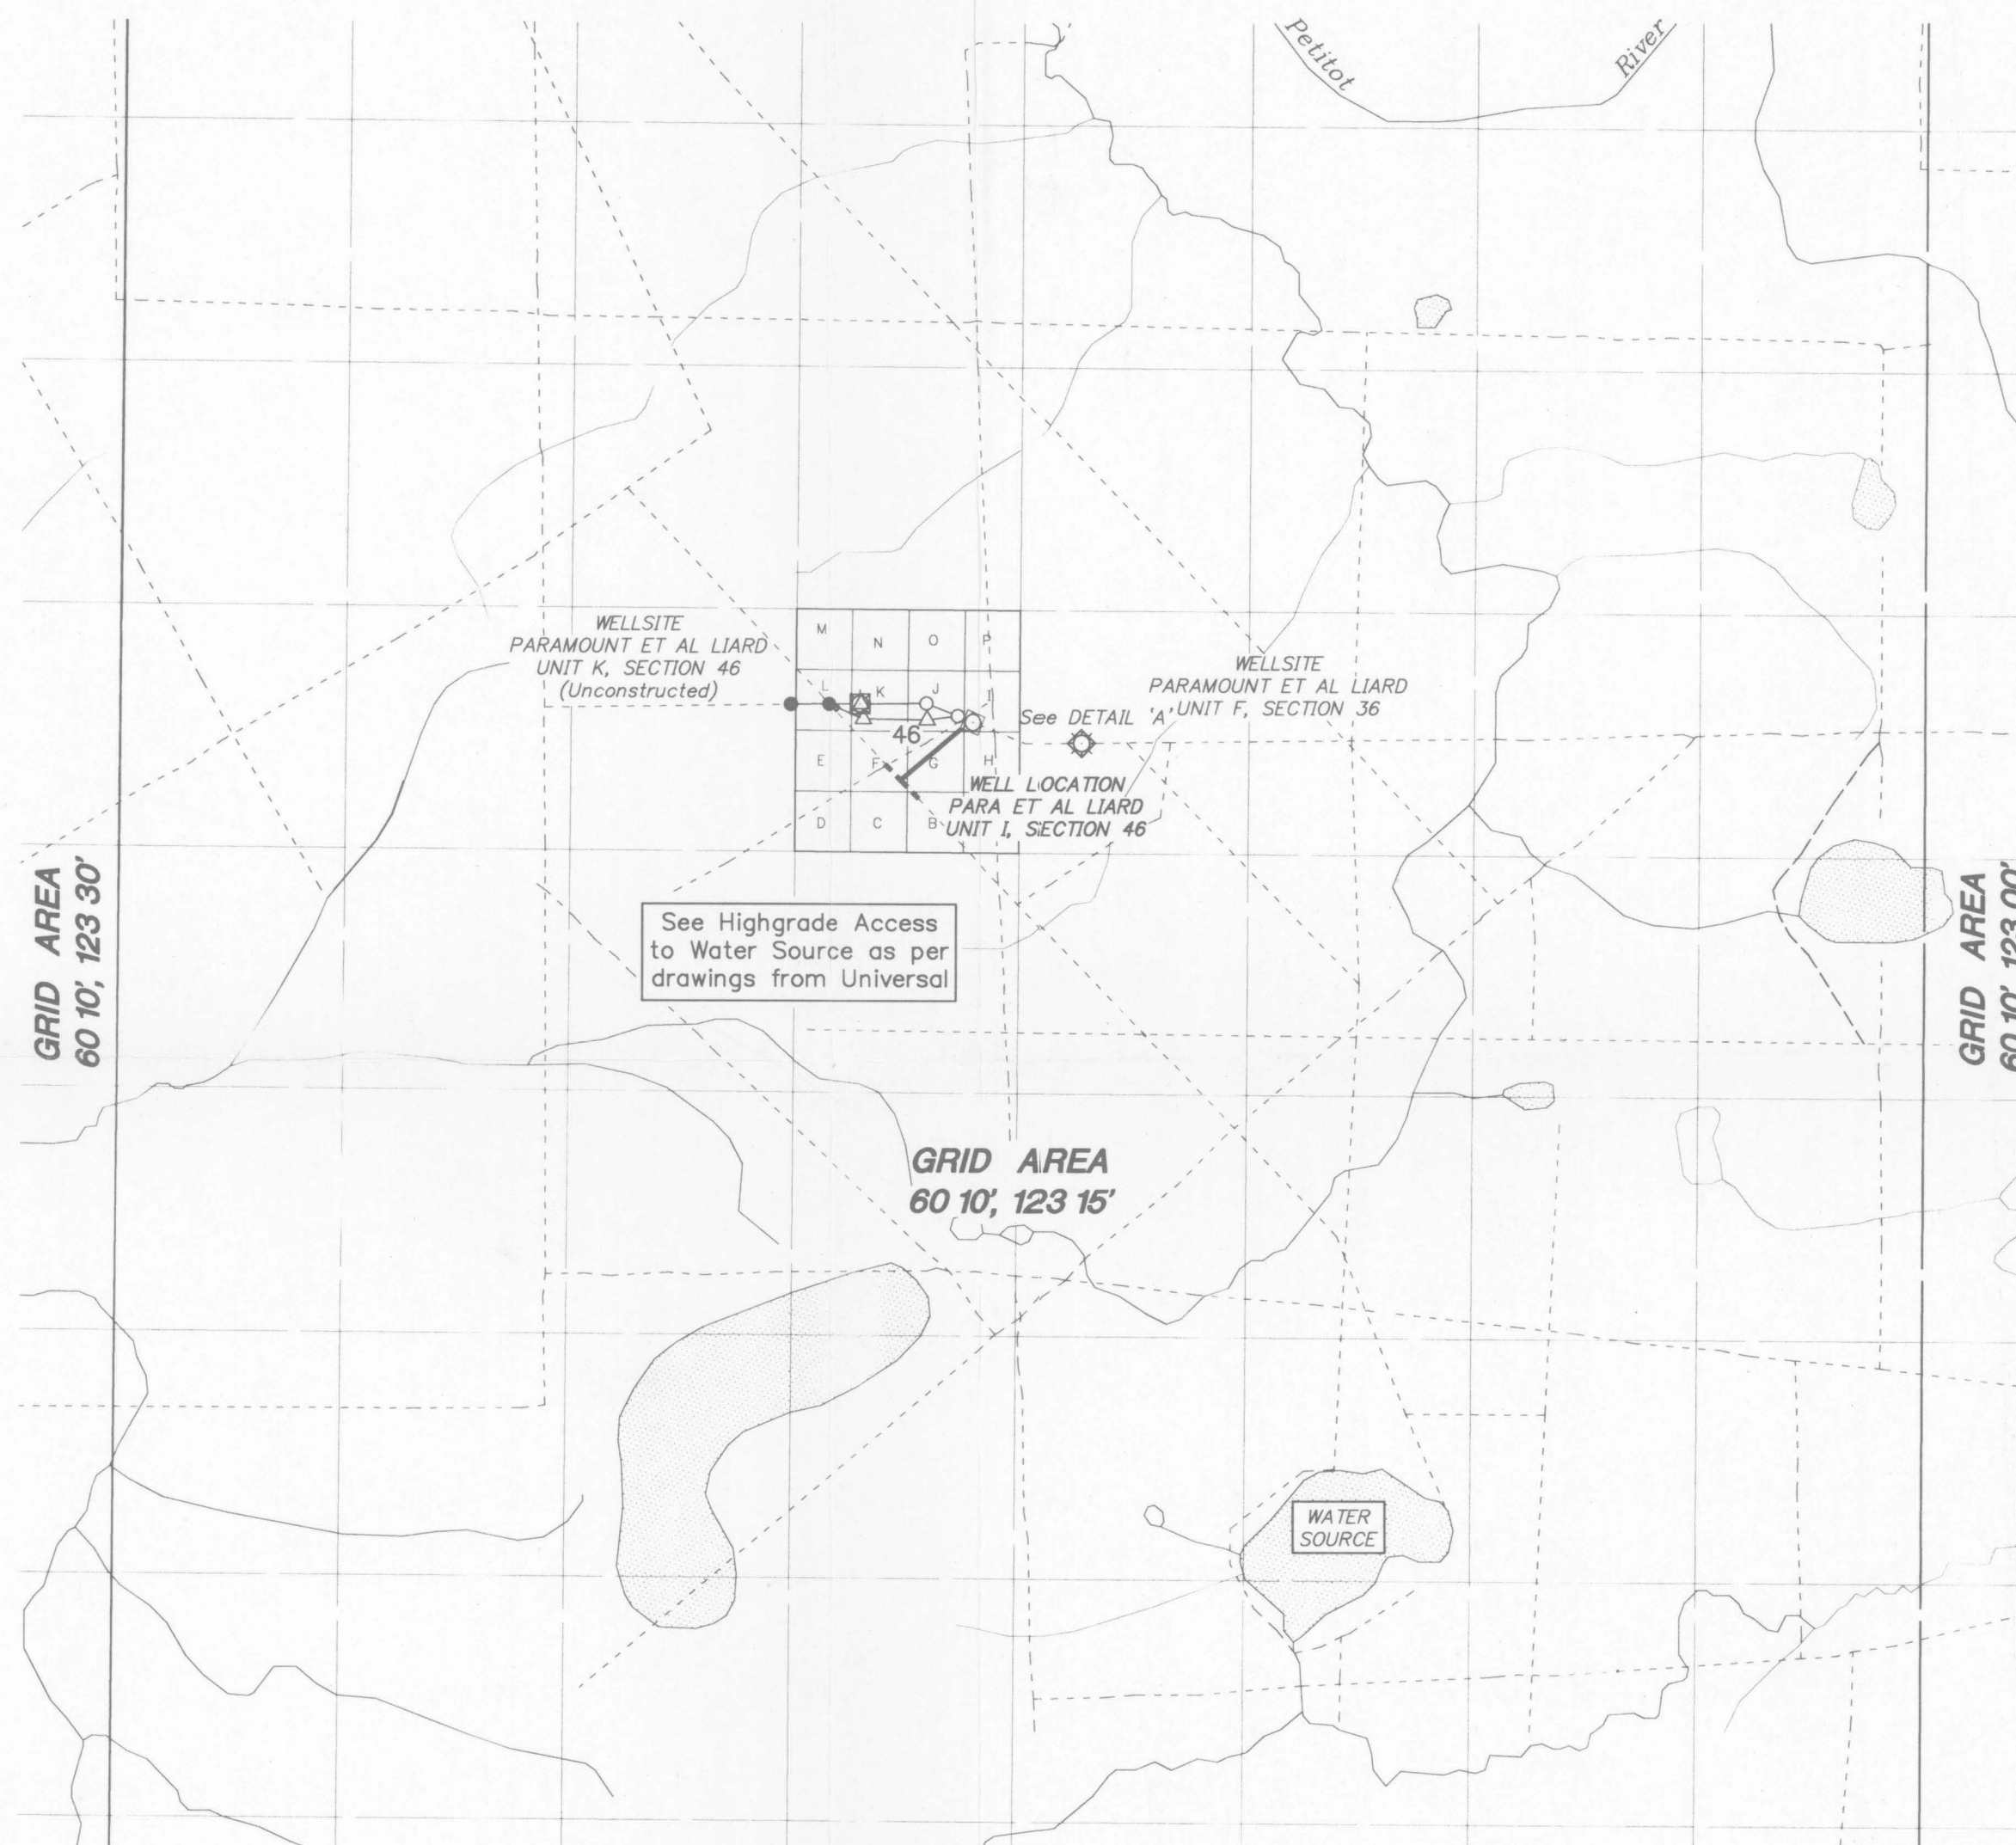 Petitot
River
WELLSITE
PARAMOUNT ET AL LIARD
UNIT K, SECTION 46
(Unconstructed)
M
N
O
P
L
K
J
I
46
E
F
G
H
D
C
B
See DETAIL 'A'
WELLSITE
PARAMOUNT ET AL LIARD
UNIT F, SECTION 36
WELL LOCATION
PARA ET AL LIARD
UNIT I, SECTION 46
GRID AREA
60 10', 123 30'
See Highgrade Access
to Water Source as per
drawings from Universal
GRID AREA
60 10', 123 00'
GRID AREA
60 10', 123 15'
WATER
SOURCE